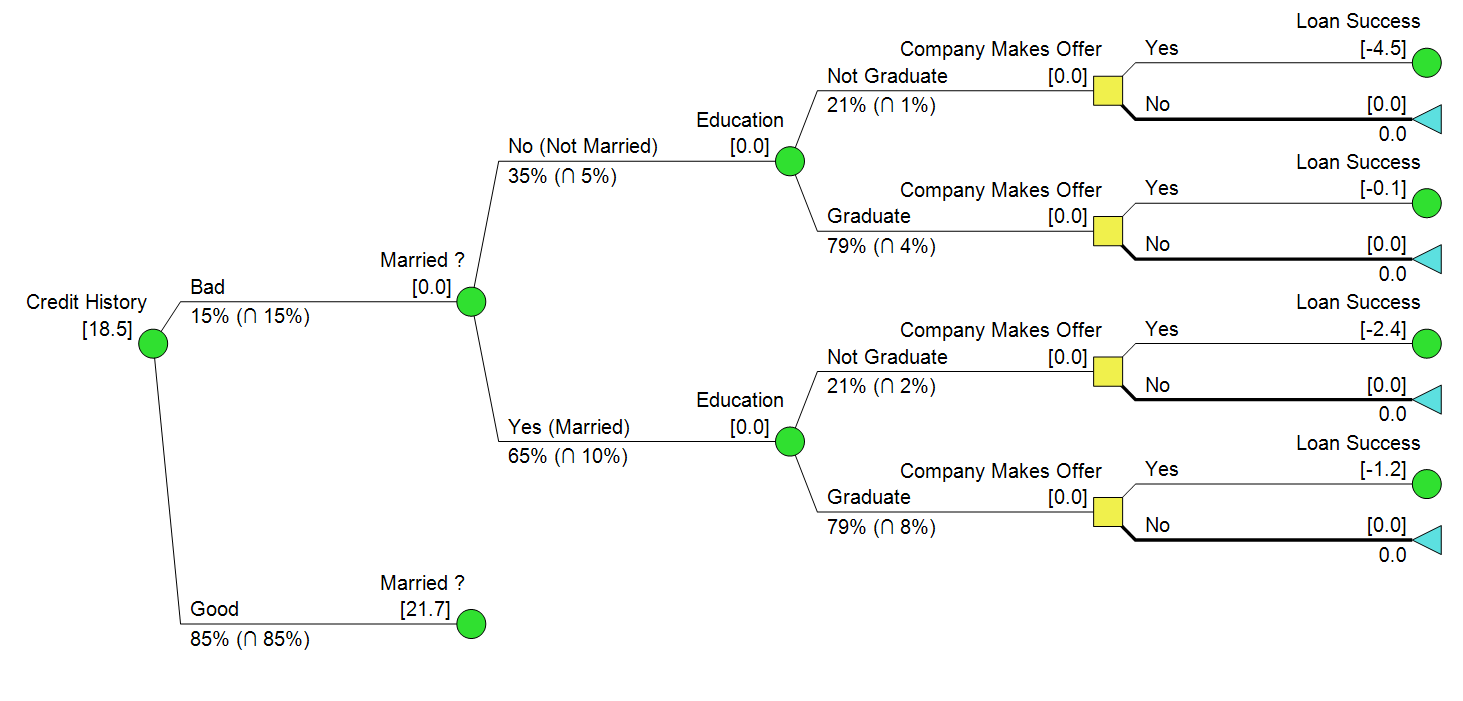 Loan Success
Company Makes Offer Yes [-4.5]
Not Graduate [0.0]
21% (∩ 1%) No [0.0]
Education 0.0
No (Not Married) [0.0] Loan Success
35% (∩ 5%) Company Makes Offer Yes [-0.1]
Graduate [0.0]
79% (∩ 4%) No [0.0]
Married ? 0.0
Bad [0.0] Loan Success
Credit History 15% (∩ 15%) Company Makes Offer Yes [-2.4]
[18.5] Not Graduate [0.0]
21% (∩ 2%) No [0.0]
Education 0.0
Yes (Married) [0.0] Loan Success
65% (∩ 10%) Company Makes Offer Yes [-1.2]
Graduate [0.0]
79% (∩ 8%) No [0.0]
0.0
Married ?
Good [21.7]
85% (∩ 85%)